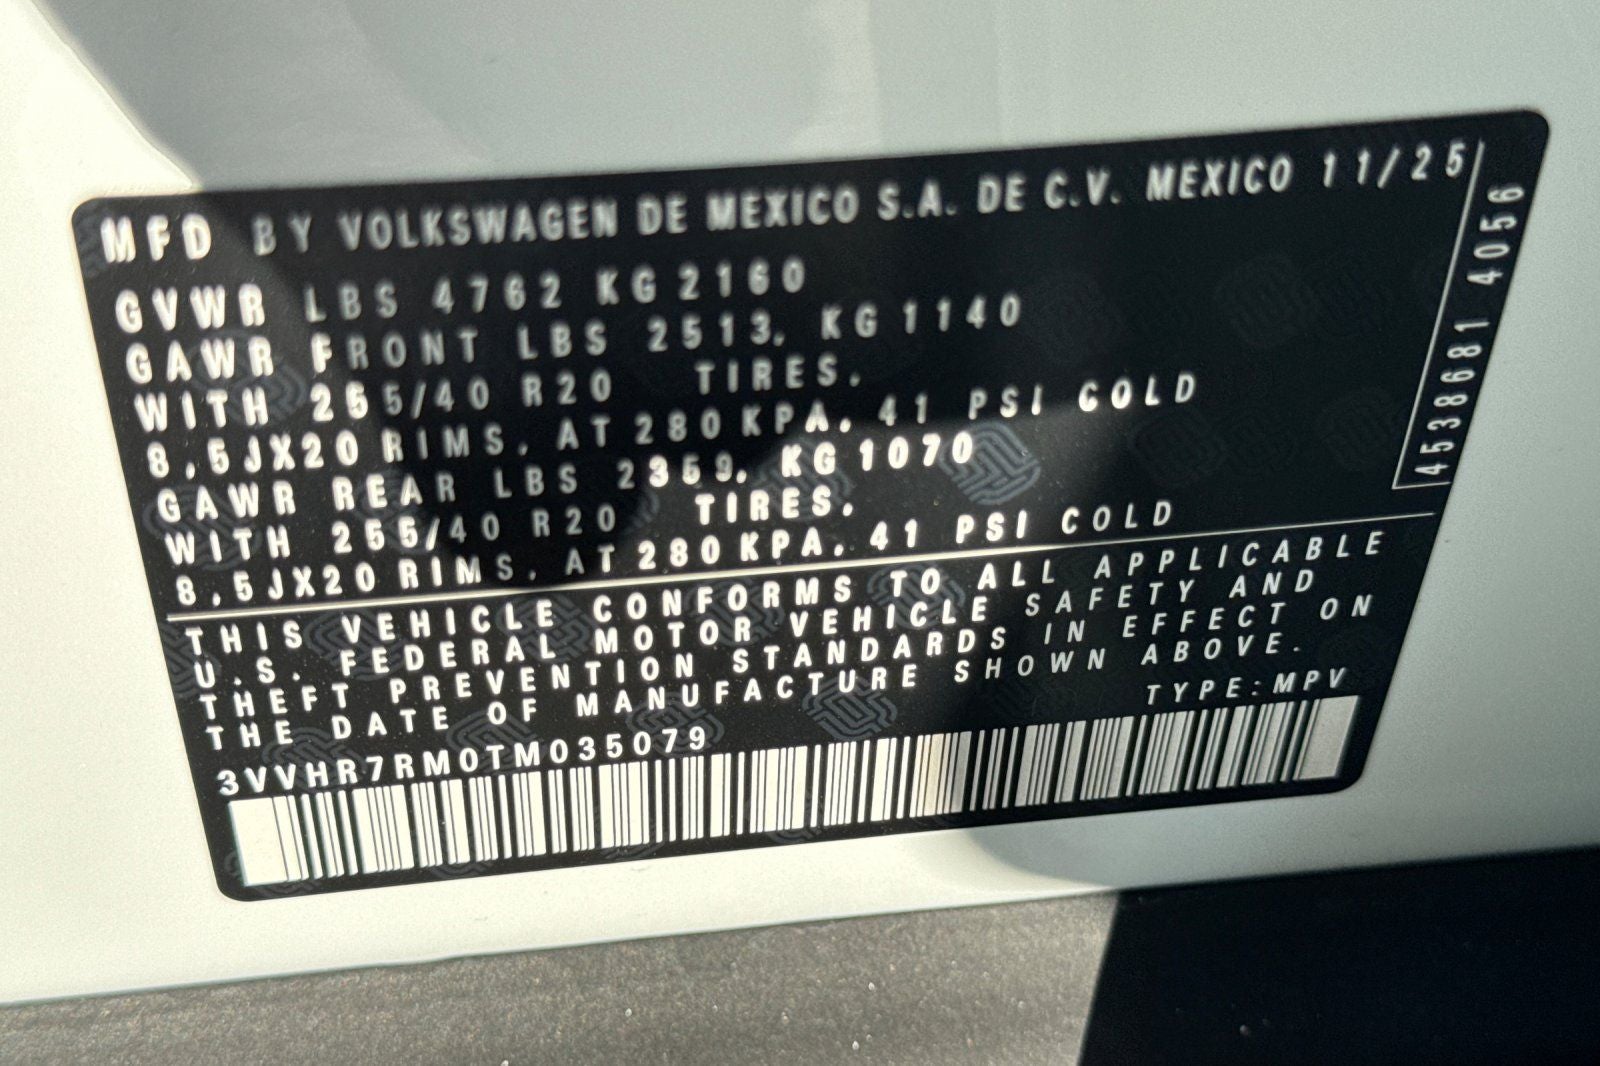 MFD BY VOLKSWAGEN DE MEXICO S.A. DE C.V. MEXICO 11/25
GVWR LBS 4762 KG 2160
GAWR FRONT LBS 2513, KG 1140
WITH 255/40 R20 TIRES,
8,5JX20 RIMS, AT 280 KPA, 41 PSI COLD
GAWR REAR LBS 2359, KG 1070
WITH 255/40 R20 TIRES,
8,5JX20 RIMS, AT 280 KPA, 41 PSI COLD
4538681 4056
THIS VEHICLE CONFORMS TO ALL APPLICABLE
U.S. FEDERAL MOTOR VEHICLE SAFETY AND
THEFT PREVENTION STANDARDS IN EFFECT ON
THE DATE OF MANUFACTURE SHOWN ABOVE.
TYPE:MPV
3VVHR7RM0TM035079